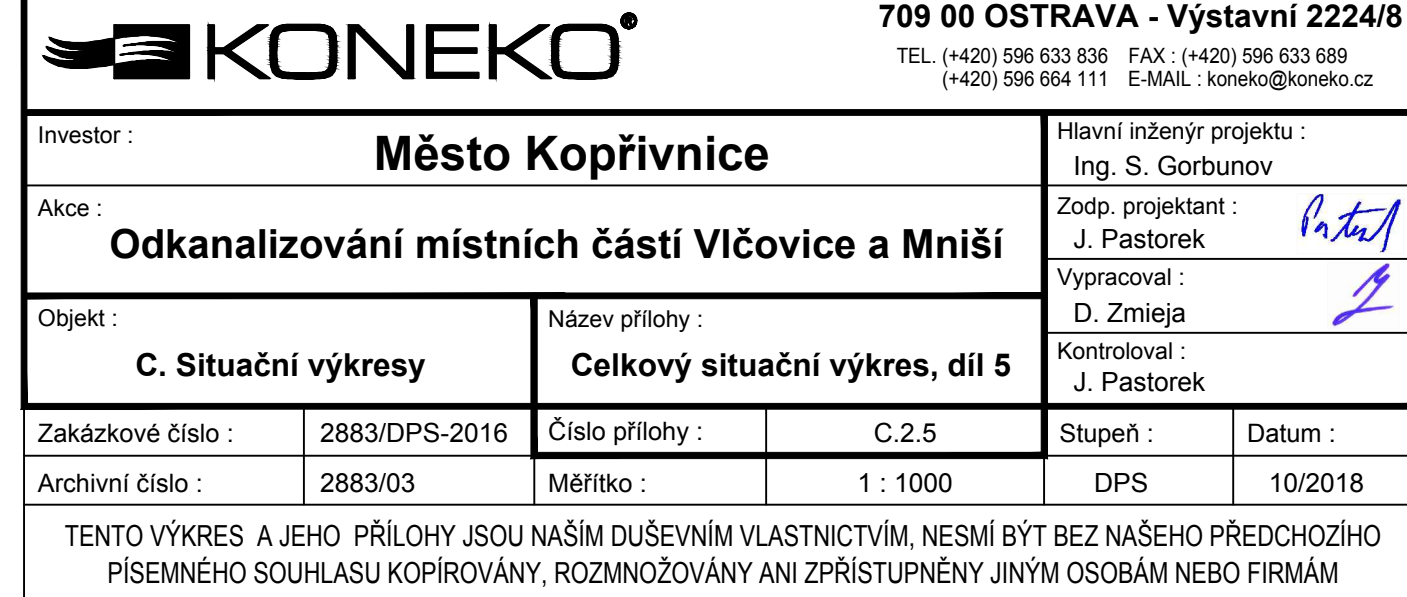 KONEKO®
709 00 OSTRAVA - Výstavní 2224/8
TEL. (+420) 596 633 836 FAX : (+420) 596 633 689
(+420) 596 664 111 E-MAIL : koneko@koneko.cz
Investor :
Město Kopřivnice
Hlavní inženýr projektu :
Ing. S. Gorbunov
Akce :
Odkanalizování místních částí Vlčovice a Mniší
Zodp. projektant :
J. Pastorek
Vypracoval :
D. Zmieja
Objekt :
C. Situační výkresy
Název přílohy :
Celkový situační výkres, díl 5
Kontroloval :
J. Pastorek
Zakázkové číslo : 2883/DPS-2016 Číslo přílohy : C.2.5 Stupeň : Datum :
Archivní číslo : 2883/03 Měřítko : 1 : 1000 DPS 10/2018
TENTO VÝKRES A JEHO PŘÍLOHY JSOU NAŠÍM DUŠEVNÍM VLASTNICTVÍM, NESMÍ BÝT BEZ NAŠEHO PŘEDCHOZÍHO
PÍSEMNÉHO SOUHLASU KOPÍROVÁNY, ROZMNOŽOVÁNY ANI ZPŘÍSTUPNĚNY JINÝM OSOBÁM NEBO FIRMÁM